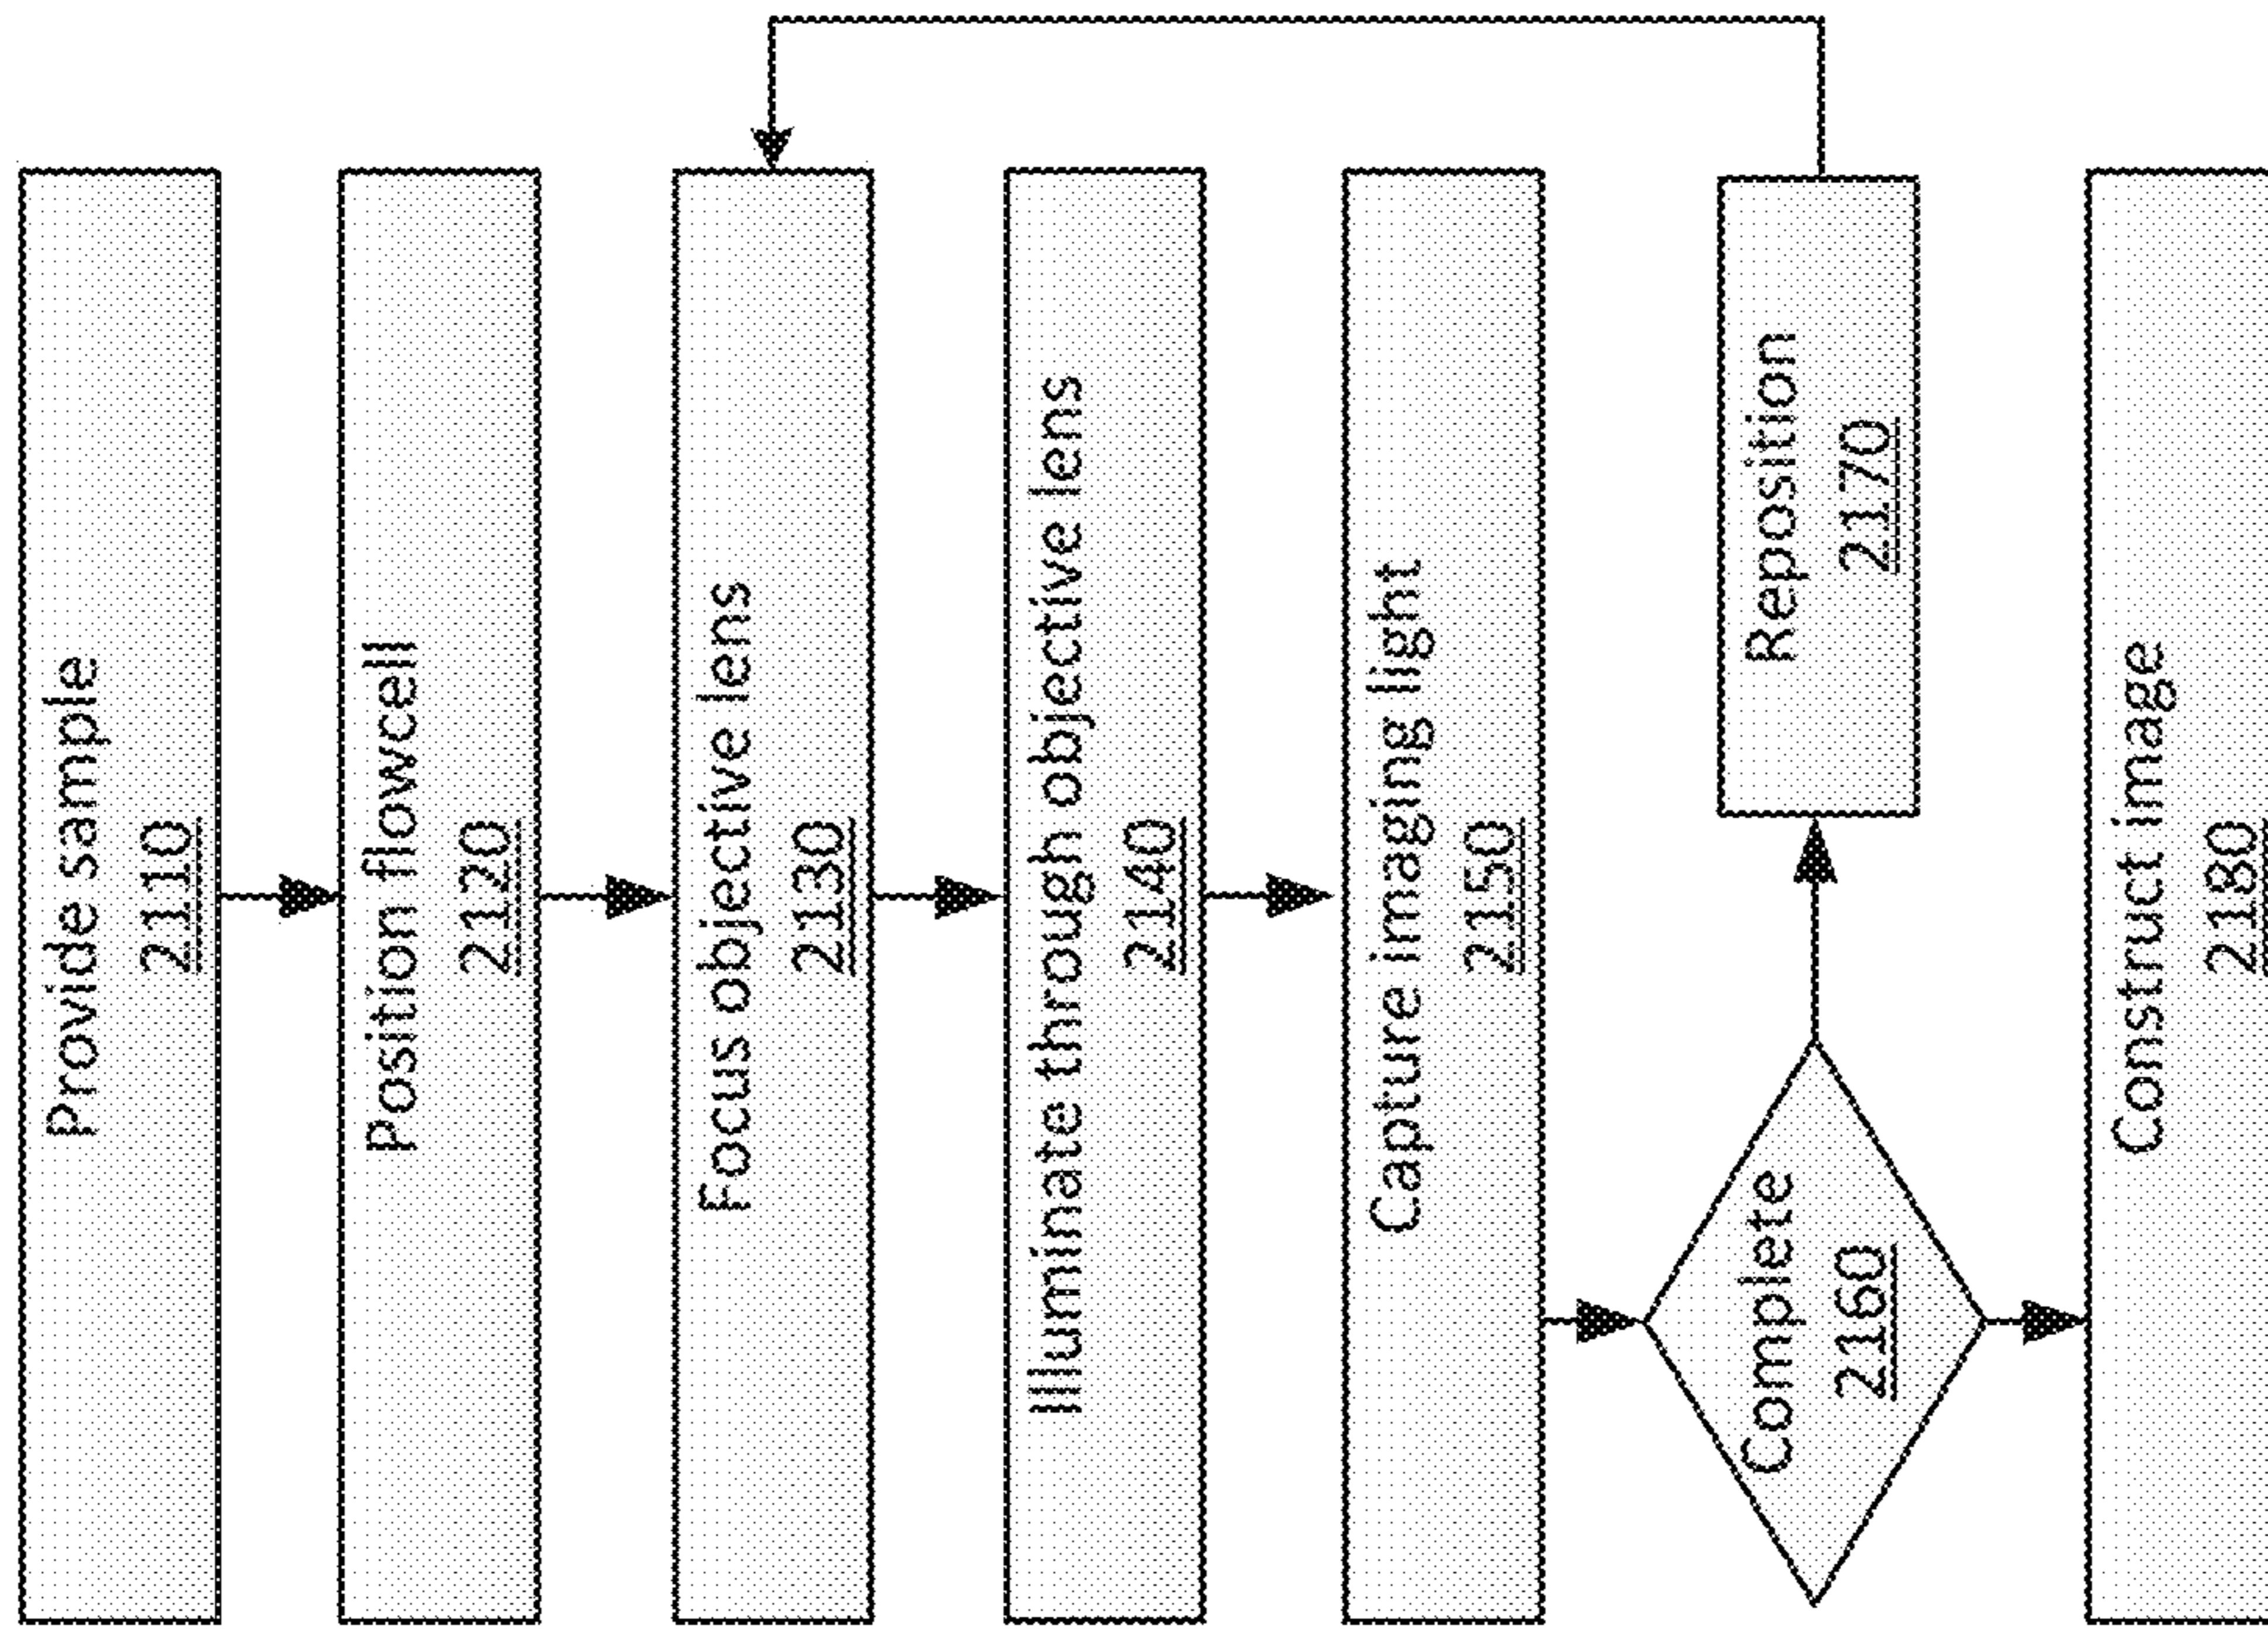 Provide sample
2110
Position flowcell
2120
Focus objective lens
2130
Illuminate through objective lens
2140
Capture imaging light
2150
Complete
2160
Reposition
2170
Construct image
2180